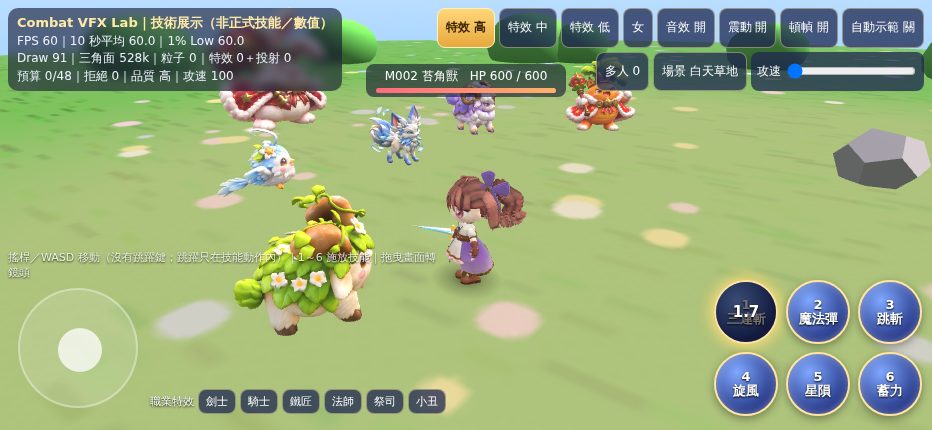 Combat VFX Lab｜技術展示（非正式技能／數值）
FPS 60｜10 秒平均 60.0｜1% Low 60.0
Draw 91｜三角面 528k｜粒子 0｜特效 0＋投射 0
預算 0/48｜拒絕 0｜品質 高｜攻速 100
特效 高
特效 中
特效 低
女
音效 開
震動 開
頓幀 開
自動示範 關
M002 苔角獸 HP 600 / 600
多人 0
場景 白天草地
攻速
搖桿／WASD 移動（沒有跳躍鍵；跳躍只在技能動作內）｜1～6 施放技能｜拖曳畫面轉
鏡頭
1
1.7
三連斬
2
魔法彈
3
跳斬
4
旋風
5
星隕
6
蓄力
職業特效
劍士
騎士
鐵匠
法師
祭司
小丑